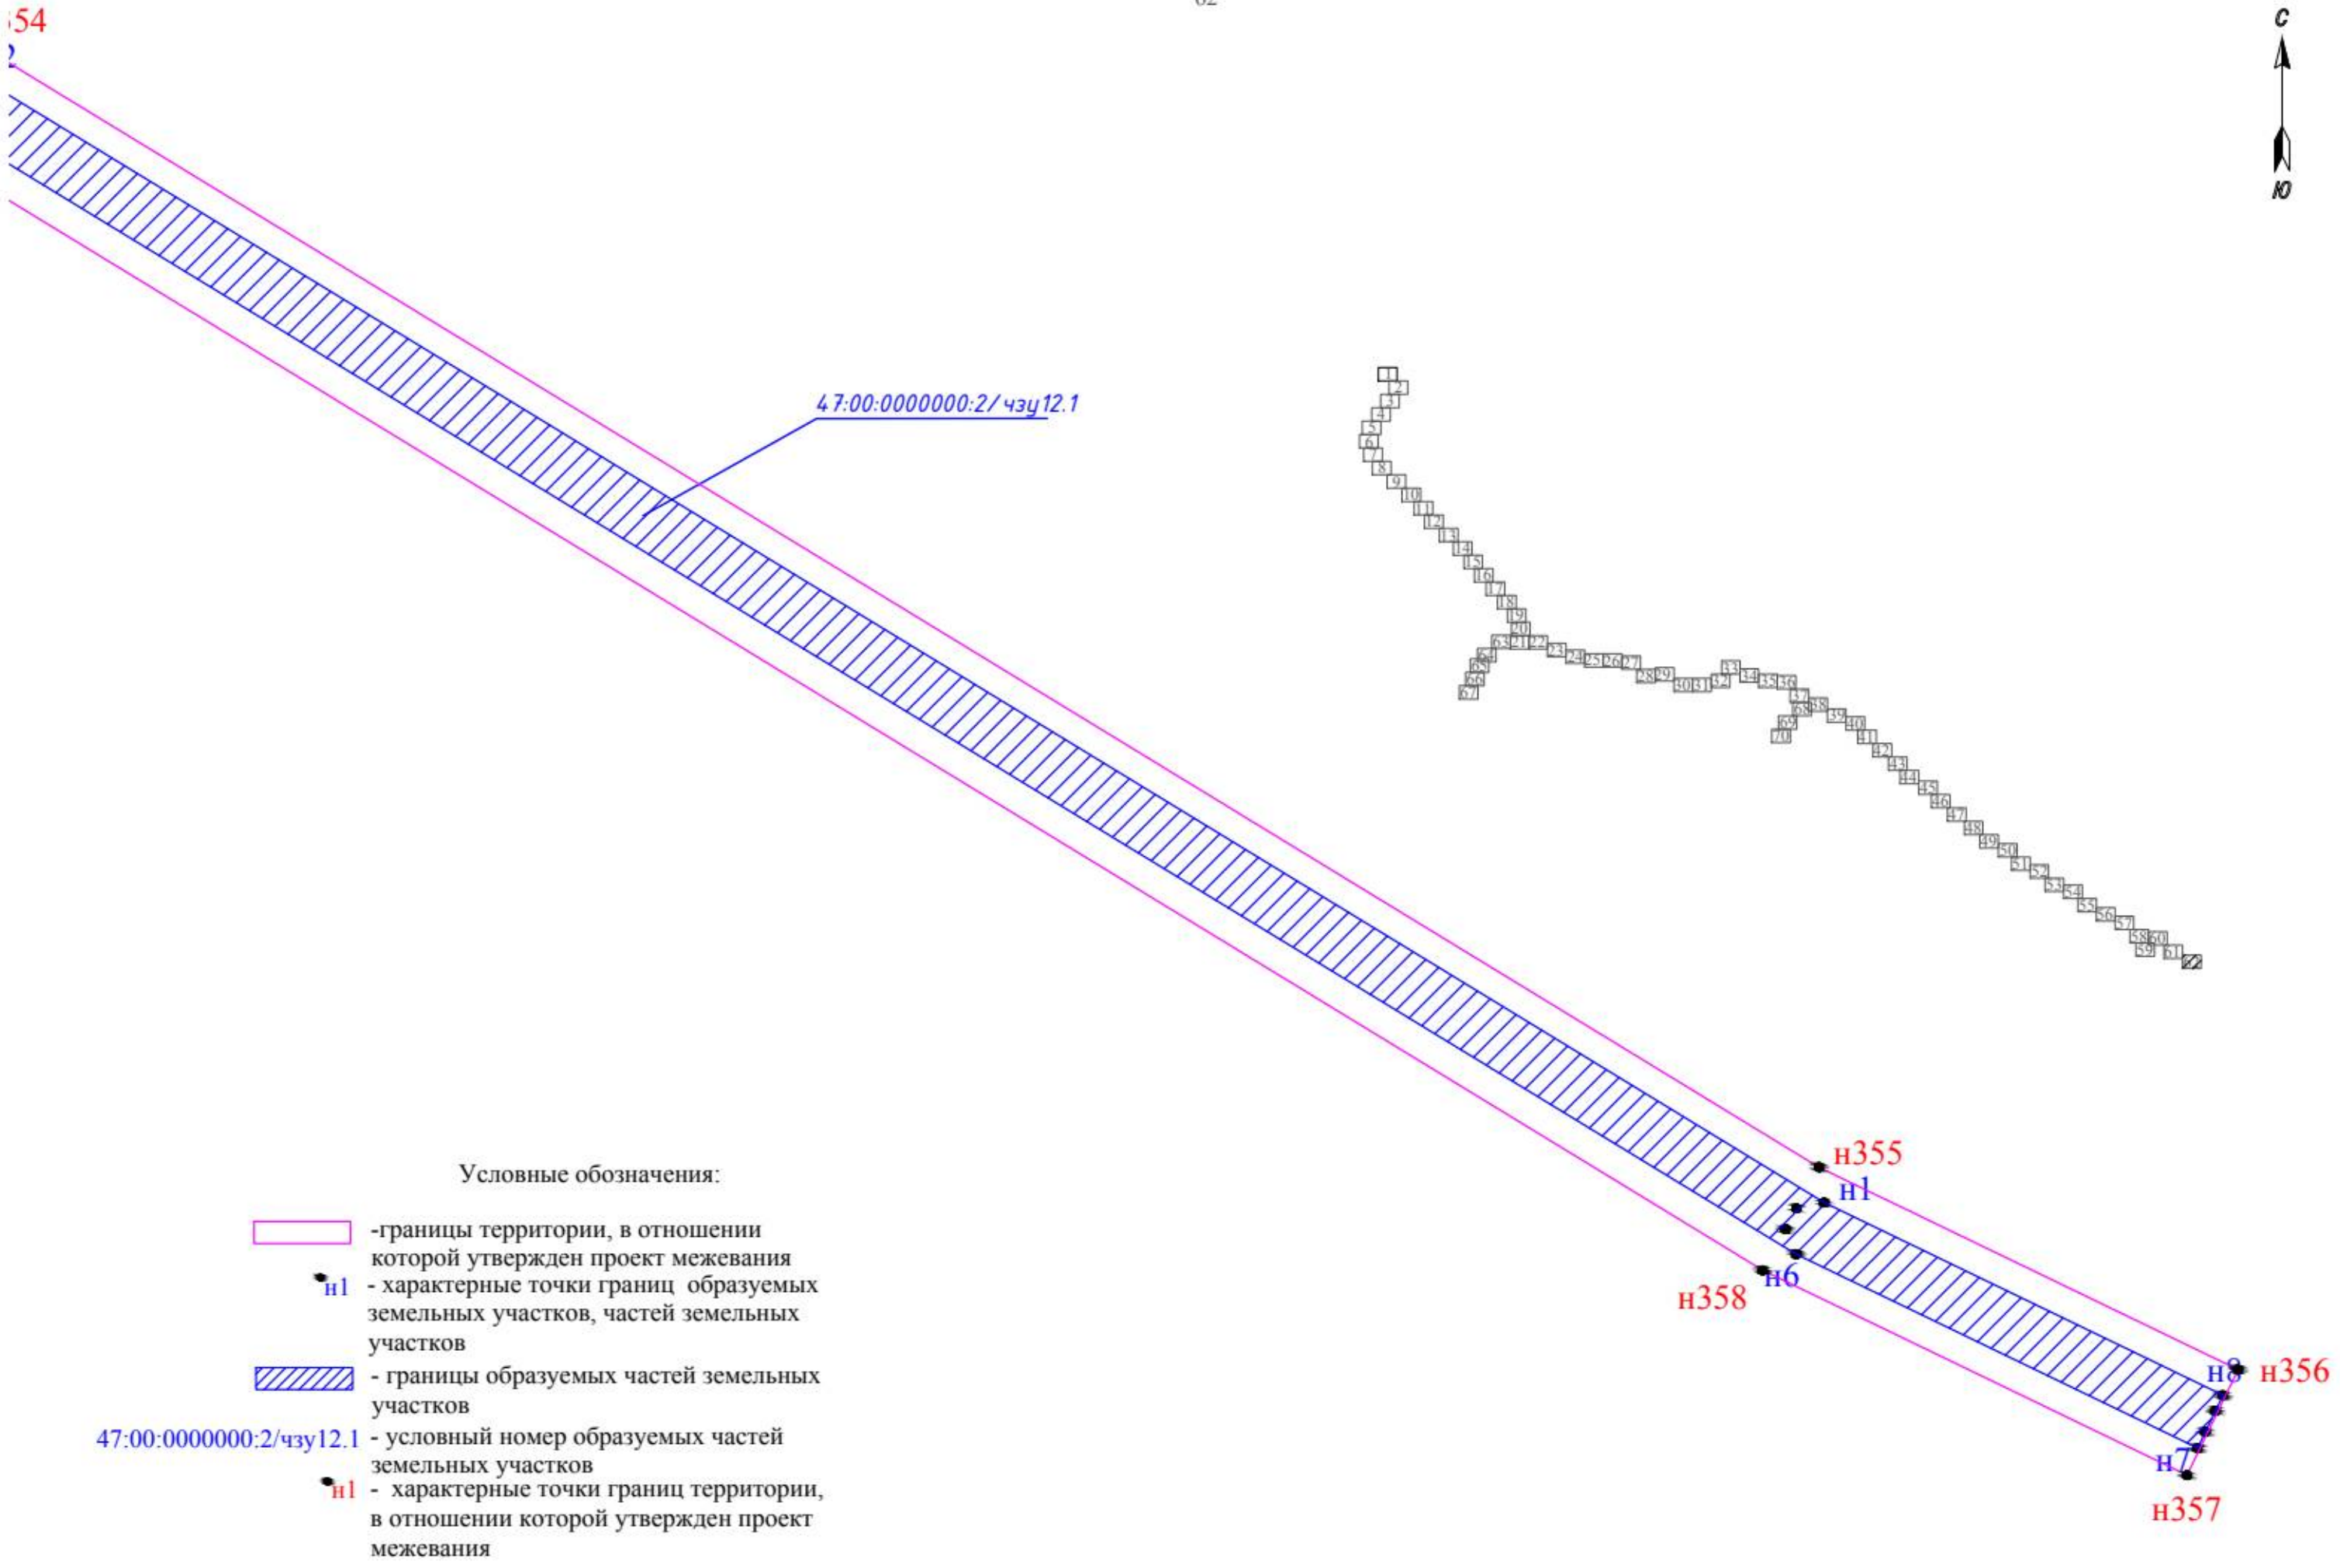 С
Ю
47:00:0000000:2/чзу12.1
1
2
3
4
5
6
7
8
9
10
11
12
13
14
15
16
17
18
19
20
63 21 22
23
24 25 26 27
28 29
30 31 32
33
34 35 36
37
38
39
40
41
42
43
44
45
46
47
48
49
50
51
52
53
54
55
56
57
58 60
59 61
64
65
66
67
68
69
70
н355
н1
н6
н358
н8
н356
н7
н357
Условные обозначения:
-границы территории, в отношении
которой утвержден проект межевания
н1 - характерные точки границ образуемых
земельных участков, частей земельных
участков
- границы образуемых частей земельных
участков
47:00:0000000:2/чзу12.1 - условный номер образуемых частей
земельных участков
н1 - характерные точки границ территории,
в отношении которой утвержден проект
межевания